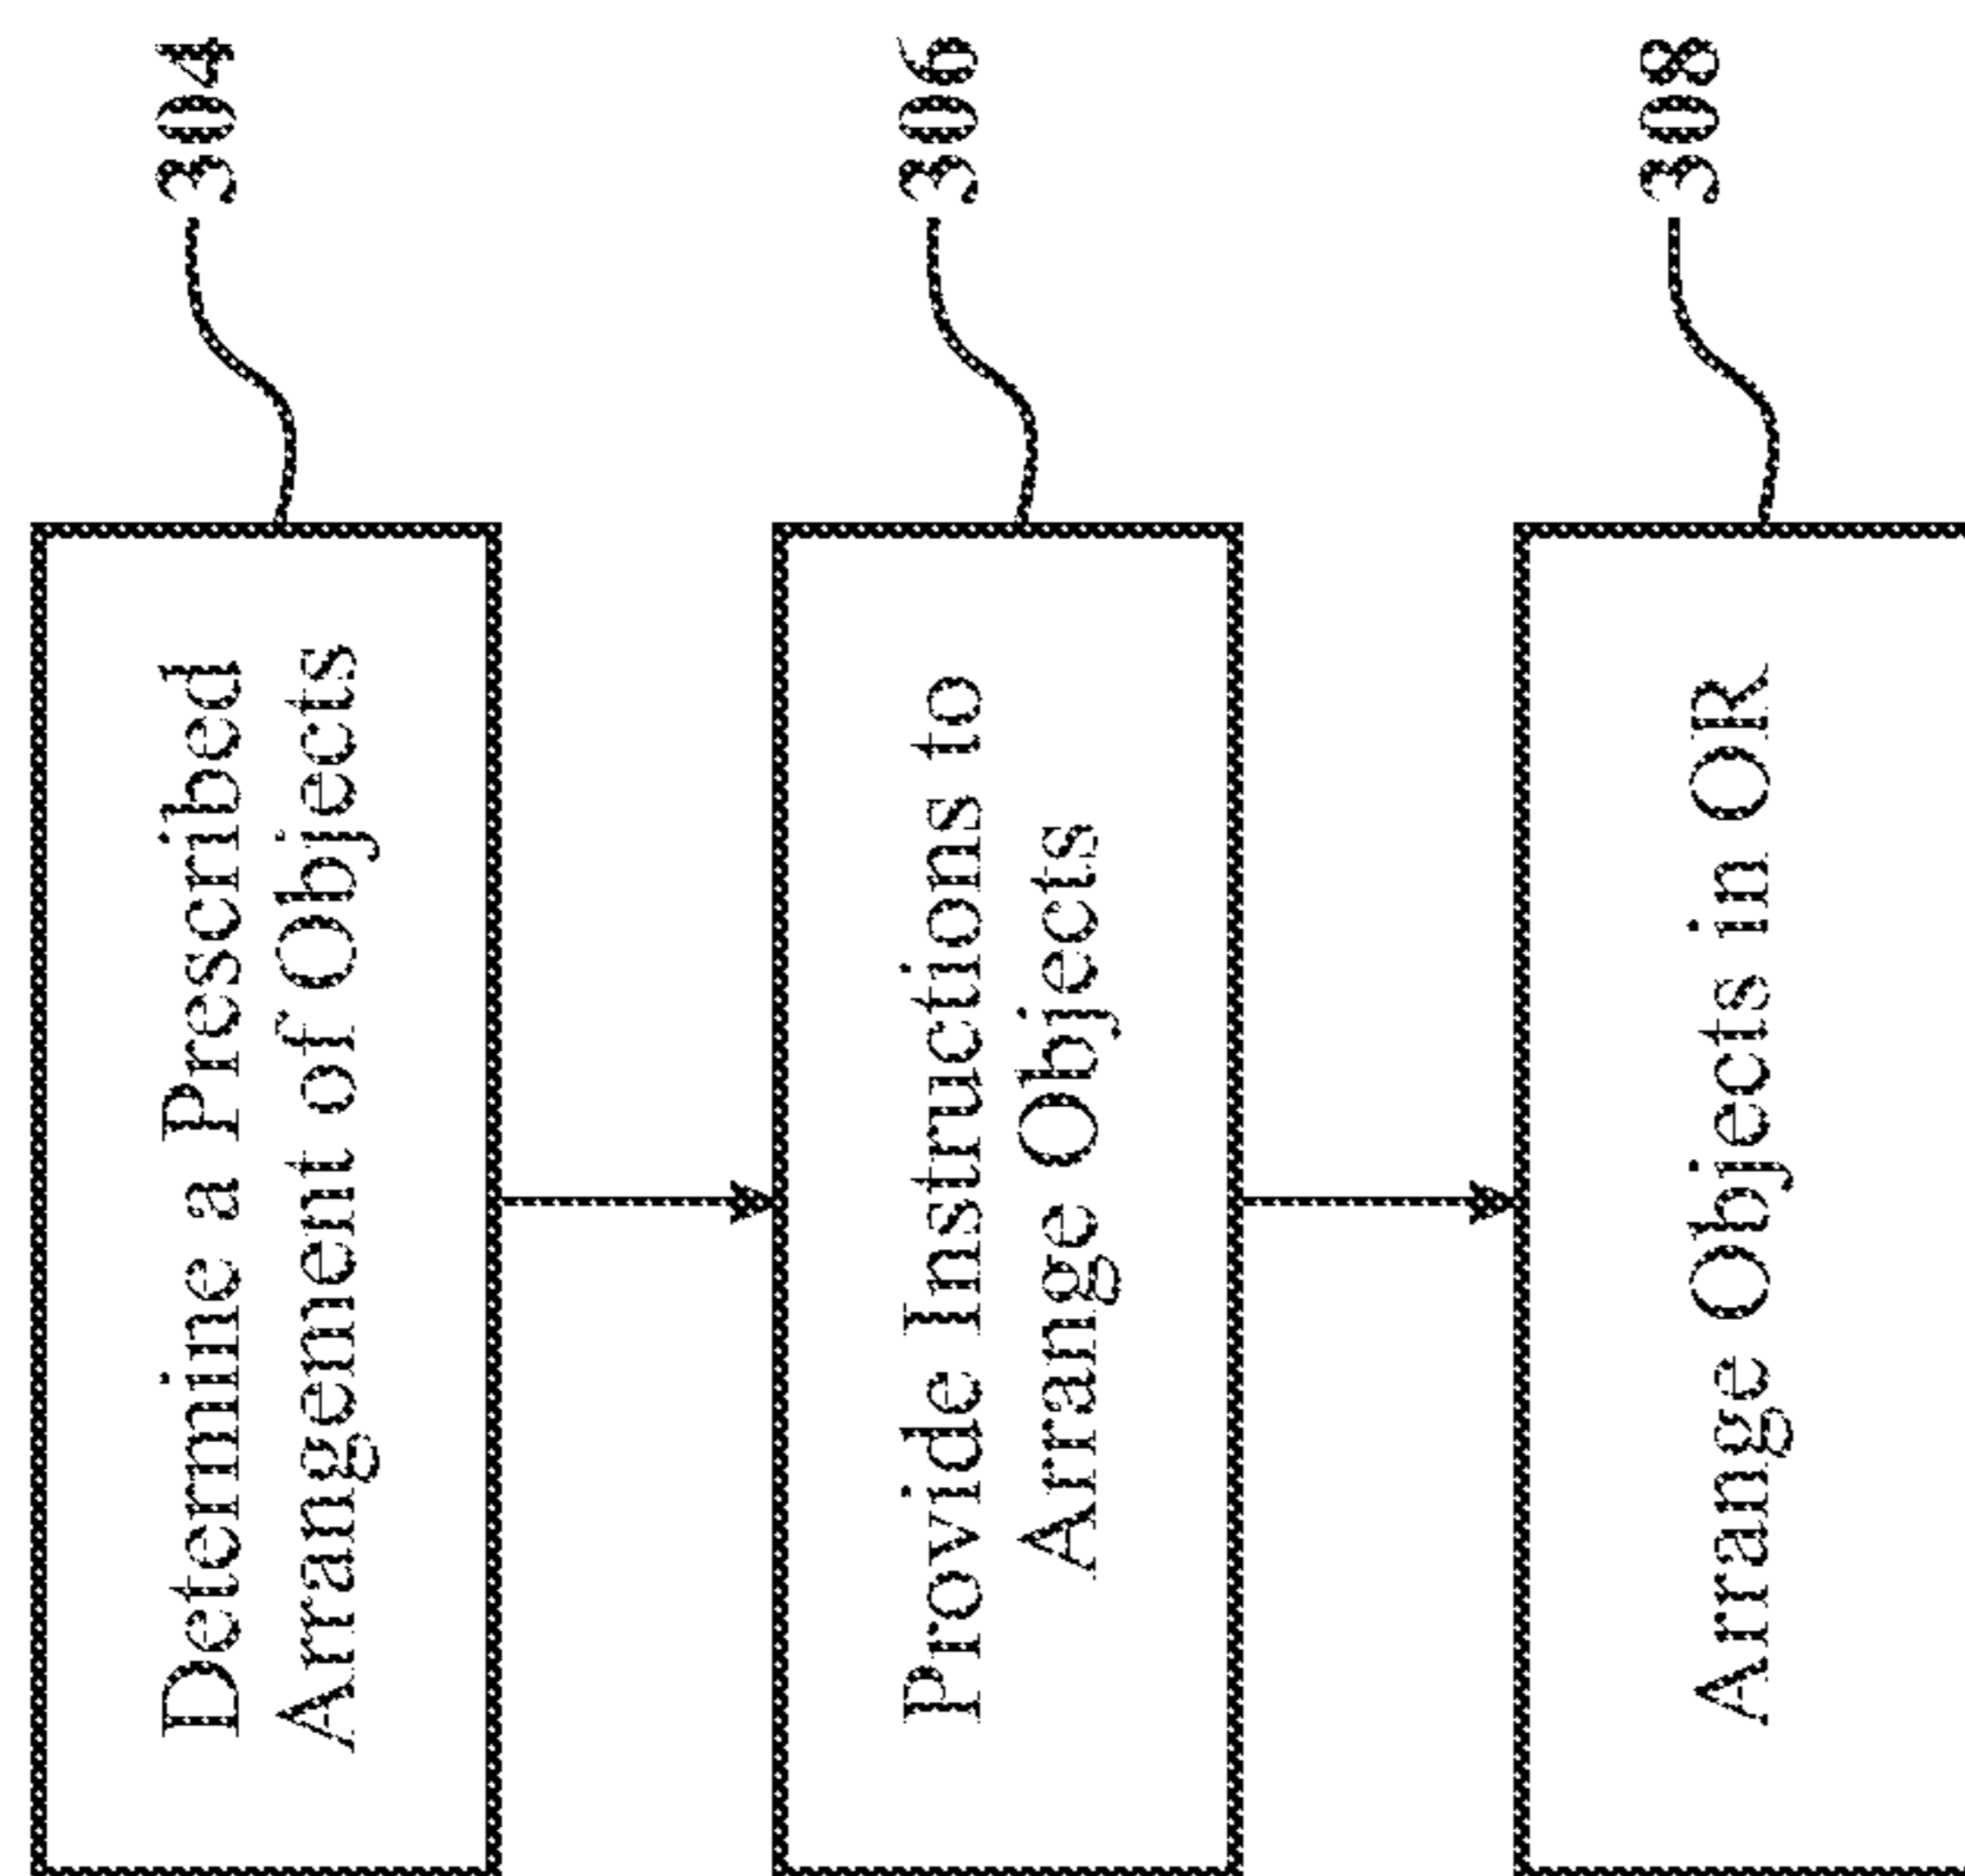 Determine a Prescribed
Arrangement of Objects
304
Provide Instructions to
Arrange Objects
306
Arrange Objects in OR
308